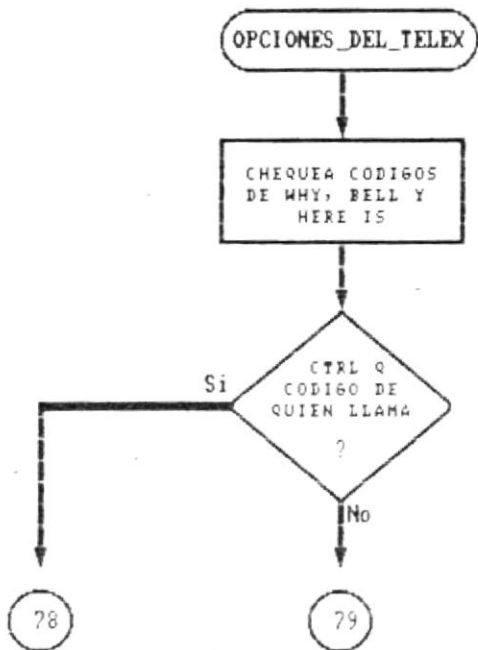 OPCIONES_DEL_TELEX
CHEQUEA CODIGOS
DE WHY, BELL Y
HERE IS
CTRL Q
CODIGO DE
QUIEN LLAMA
?
Si
No
78
79